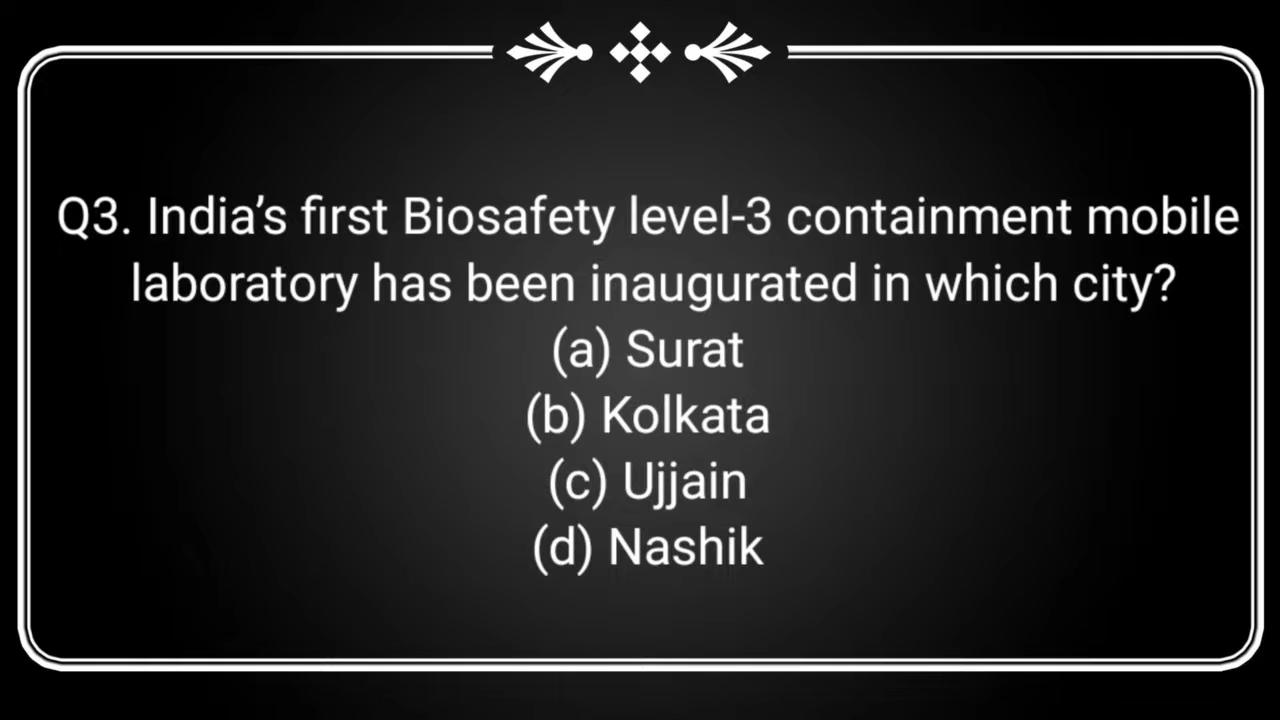 Q3. India’s first Biosafety level-3 containment mobile
laboratory has been inaugurated in which city?
(a) Surat
(b) Kolkata
(c) Ujjain
(d) Nashik